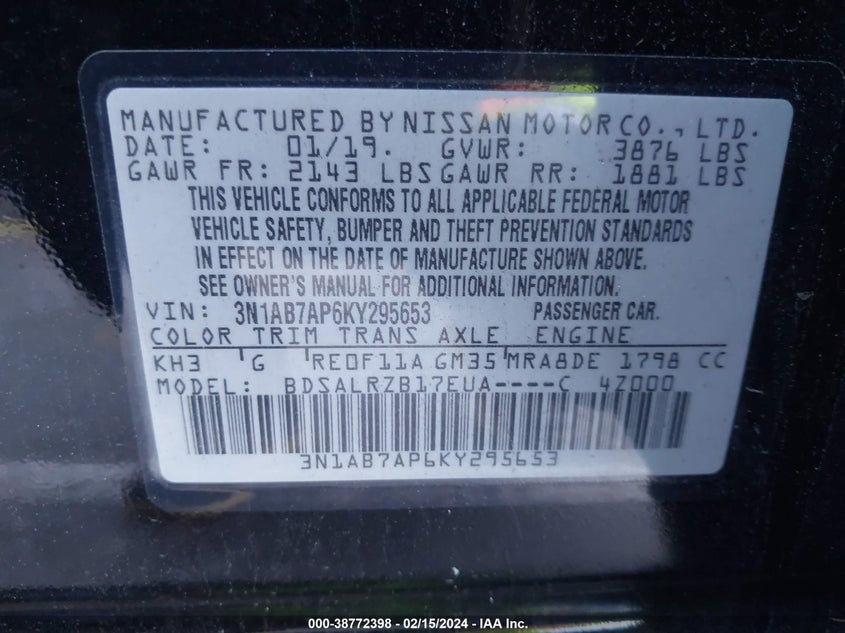 MANUFACTURED BY NISSAN MOTOR CO., LTD.
DATE: 01/19. GVWR: 3876 LBS
GAWR FR: 2143 LBS GAWR RR: 1881 LBS
THIS VEHICLE CONFORMS TO ALL APPLICABLE FEDERAL MOTOR
VEHICLE SAFETY, BUMPER AND THEFT PREVENTION STANDARDS
IN EFFECT ON THE DATE OF MANUFACTURE SHOWN ABOVE.
SEE OWNER'S MANUAL FOR ADDITIONAL INFORMATION.
VIN: 3N1AB7AP6KY295653 PASSENGER CAR.
COLOR TRIM TRANS AXLE ENGINE
KH3 G RE0F11A GM35 MRA8DE 1798 CC
MODEL: BDSALRZB17EUA----C 4Z000
3N1AB7AP6KY295653
000-38772398 - 02/15/2024 - IAA Inc.